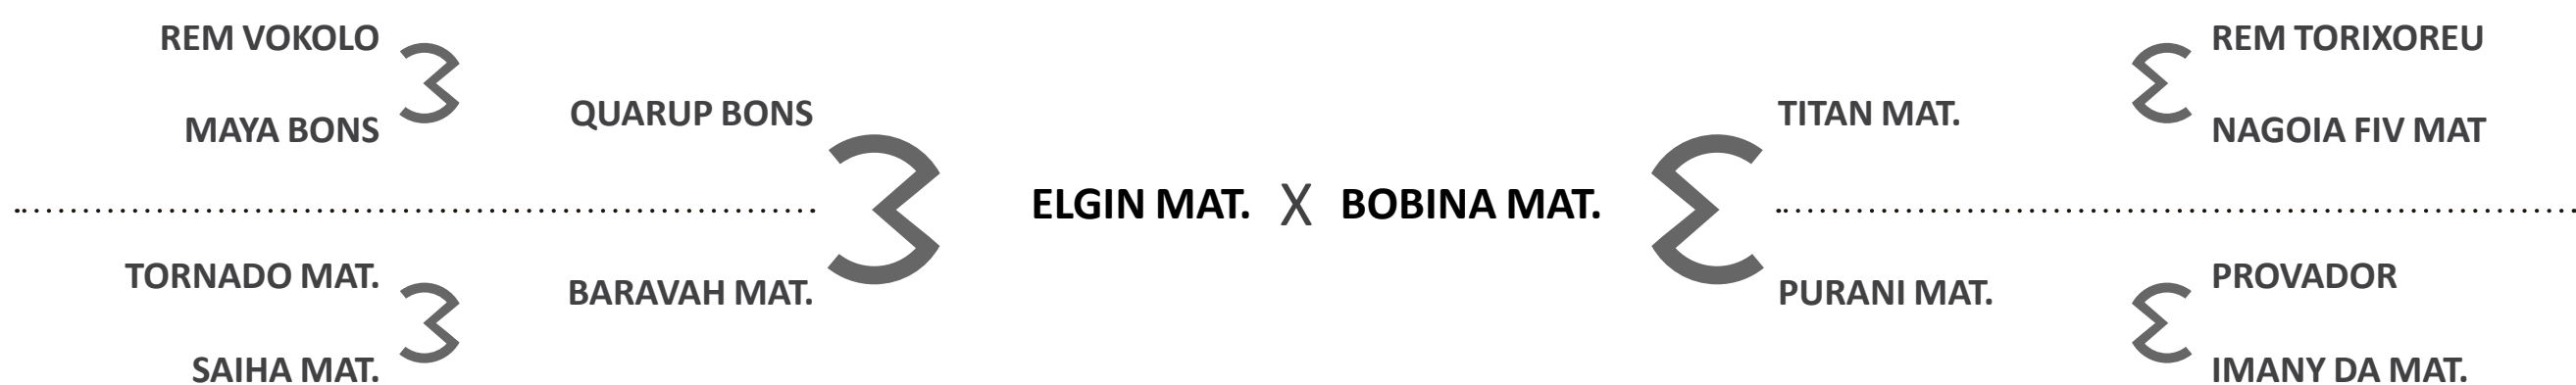 REM VOKOLO
MAYA BONS
QUARUP BONS
TORNADO MAT.
SAIHA MAT.
BARAVAH MAT.
ELGIN MAT. X BOBINA MAT.
TITAN MAT.
REM TORIXOREU
NAGOIA FIV MAT
PURANI MAT.
PROVADOR
IMANY DA MAT.